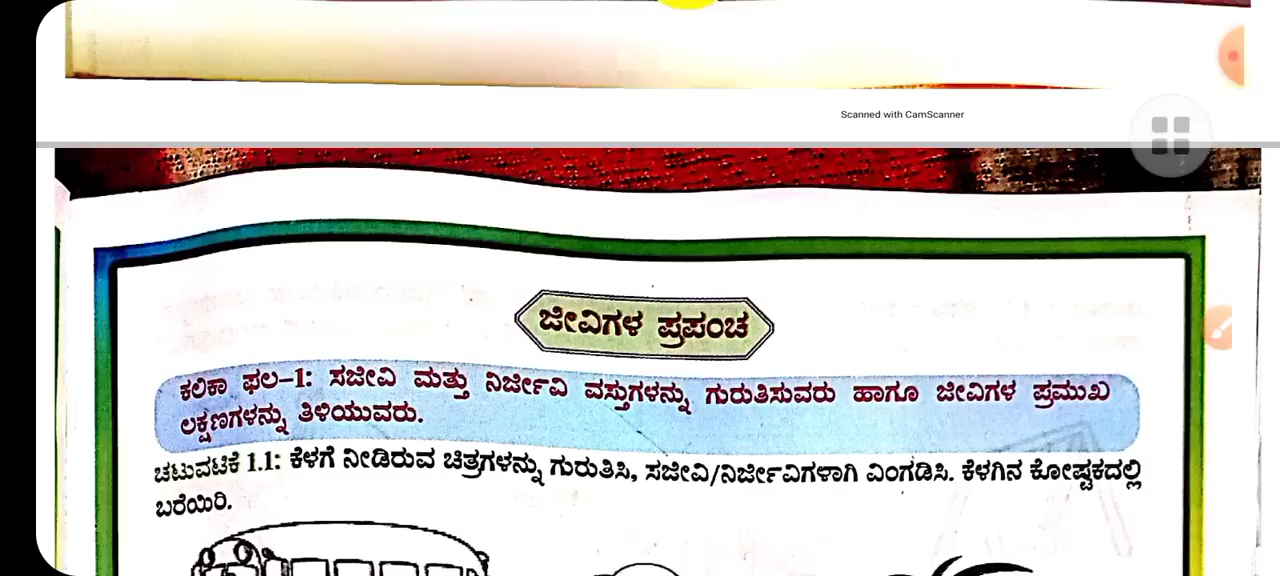 Scanned with CamScanner
ಜೀವಿಗಳ ಪ್ರಪಂಚ
ಕಲಿಕಾ ಫಲ-1: ಸಜೀವಿ ಮತ್ತು ನಿರ್ಜೀವಿ ವಸ್ತುಗಳನ್ನು ಗುರುತಿಸುವರು ಹಾಗೂ ಜೀವಿಗಳ ಪ್ರಮುಖ
ಲಕ್ಷಣಗಳನ್ನು ತಿಳಿಯುವರು.
ಚಟುವಟಿಕೆ 1.1: ಕೆಳಗೆ ನೀಡಿರುವ ಚಿತ್ರಗಳನ್ನು ಗುರುತಿಸಿ, ಸಜೀವಿ/ನಿರ್ಜೀವಿಗಳಾಗಿ ವಿಂಗಡಿಸಿ. ಕೆಳಗಿನ ಕೋಷ್ಟಕದಲ್ಲಿ
ಬರೆಯಿರಿ.